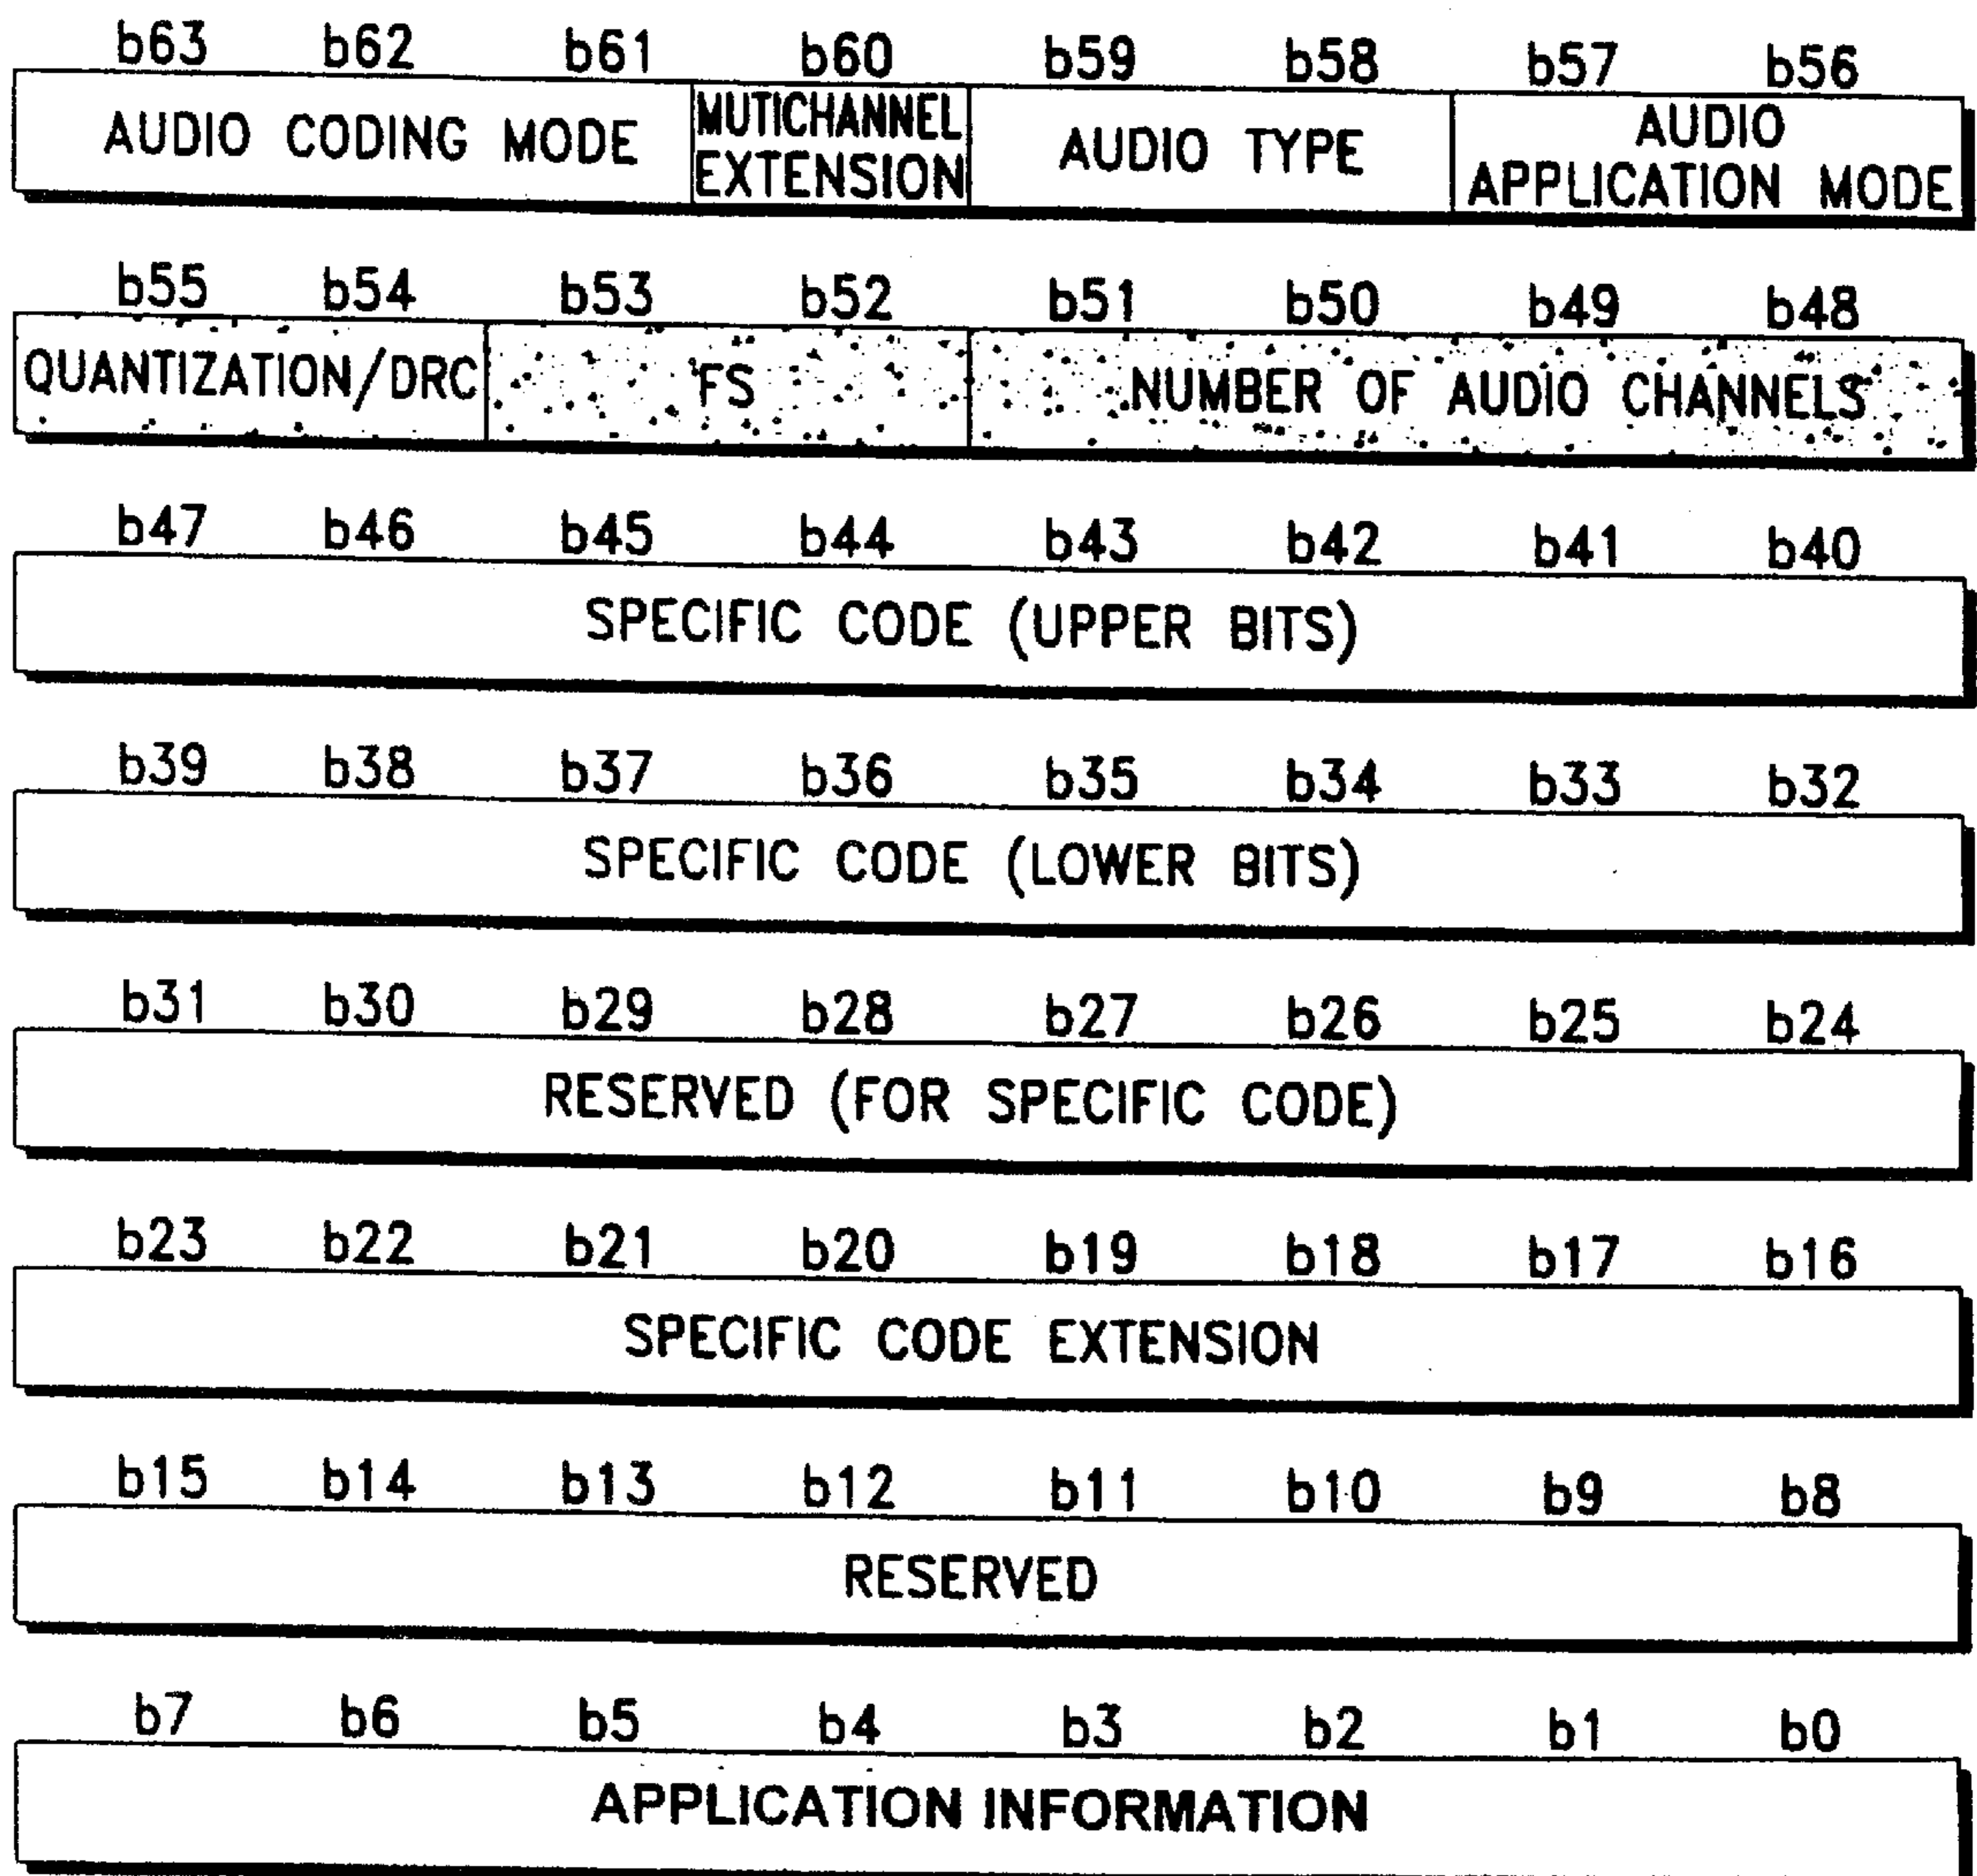 b63 b62 b61 b60 b59 b58 b57 b56
AUDIO CODING MODE
MUTICHANNEL
EXTENSION
AUDIO TYPE
AUDIO
APPLICATION MODE
b55 b54 b53 b52 b51 b50 b49 b48
QUANTIZATION/DRC FS NUMBER OF AUDIO CHANNELS
b47 b46 b45 b44 b43 b42 b41 b40
SPECIFIC CODE (UPPER BITS)
b39 b38 b37 b36 b35 b34 b33 b32
SPECIFIC CODE (LOWER BITS)
b31 b30 b29 b28 b27 b26 b25 b24
RESERVED (FOR SPECIFIC CODE)
b23 b22 b21 b20 b19 b18 b17 b16
SPECIFIC CODE EXTENSION
b15 b14 b13 b12 b11 b10 b9 b8
RESERVED
b7 b6 b5 b4 b3 b2 b1 b0
APPLICATION INFORMATION